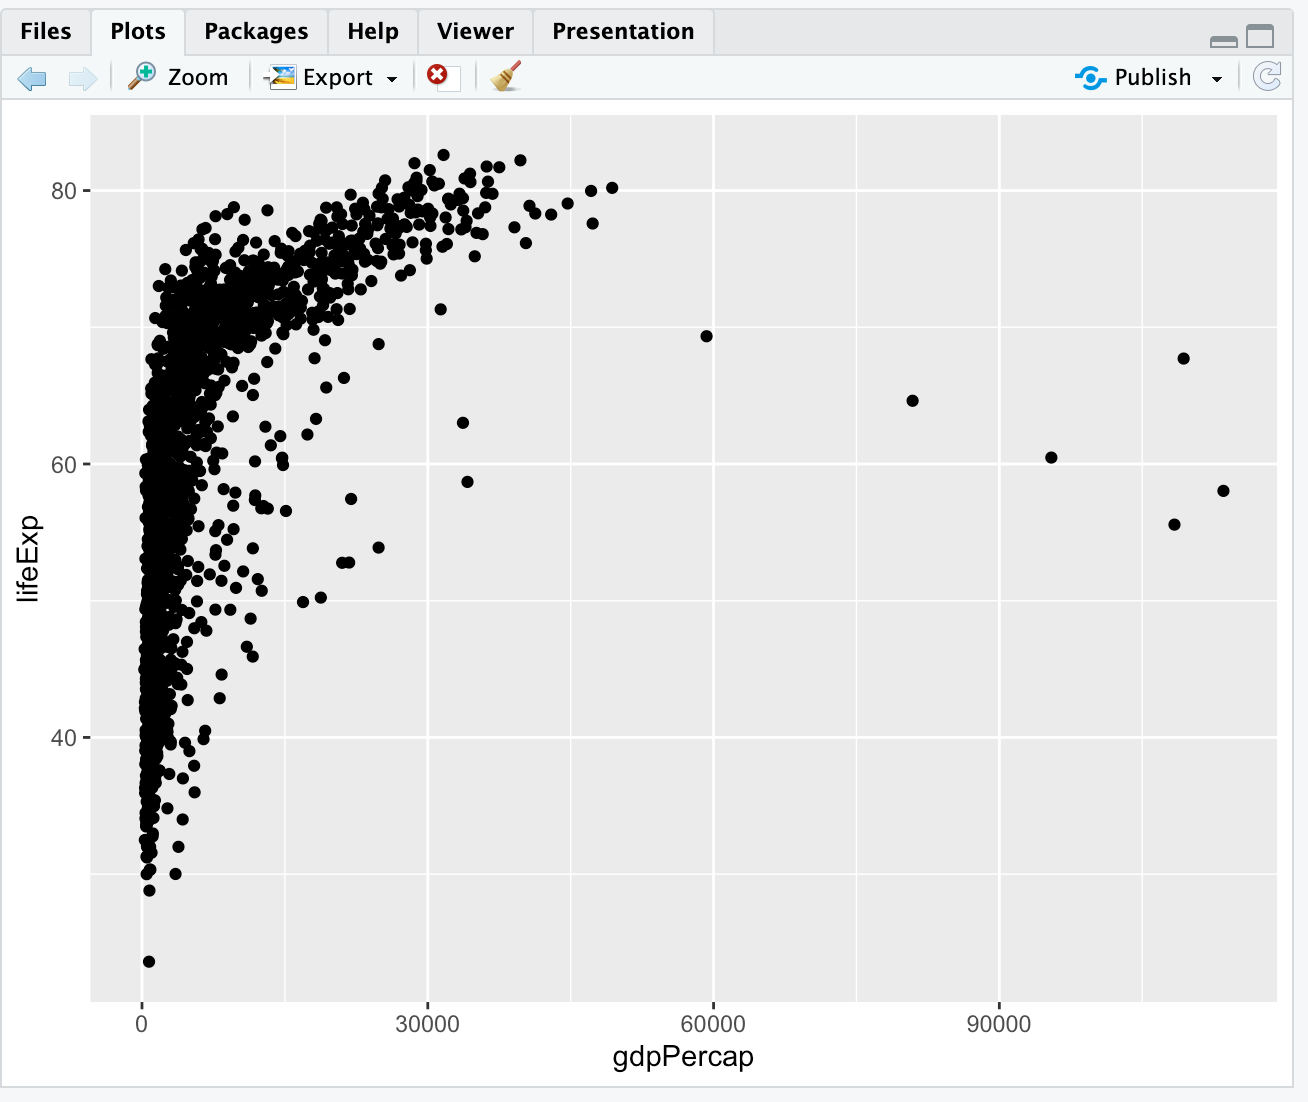 Files Plots Packages Help Viewer Presentation
Zoom Export Publish
80
60
40
lifeExp
0 30000 60000 90000
gdpPercap